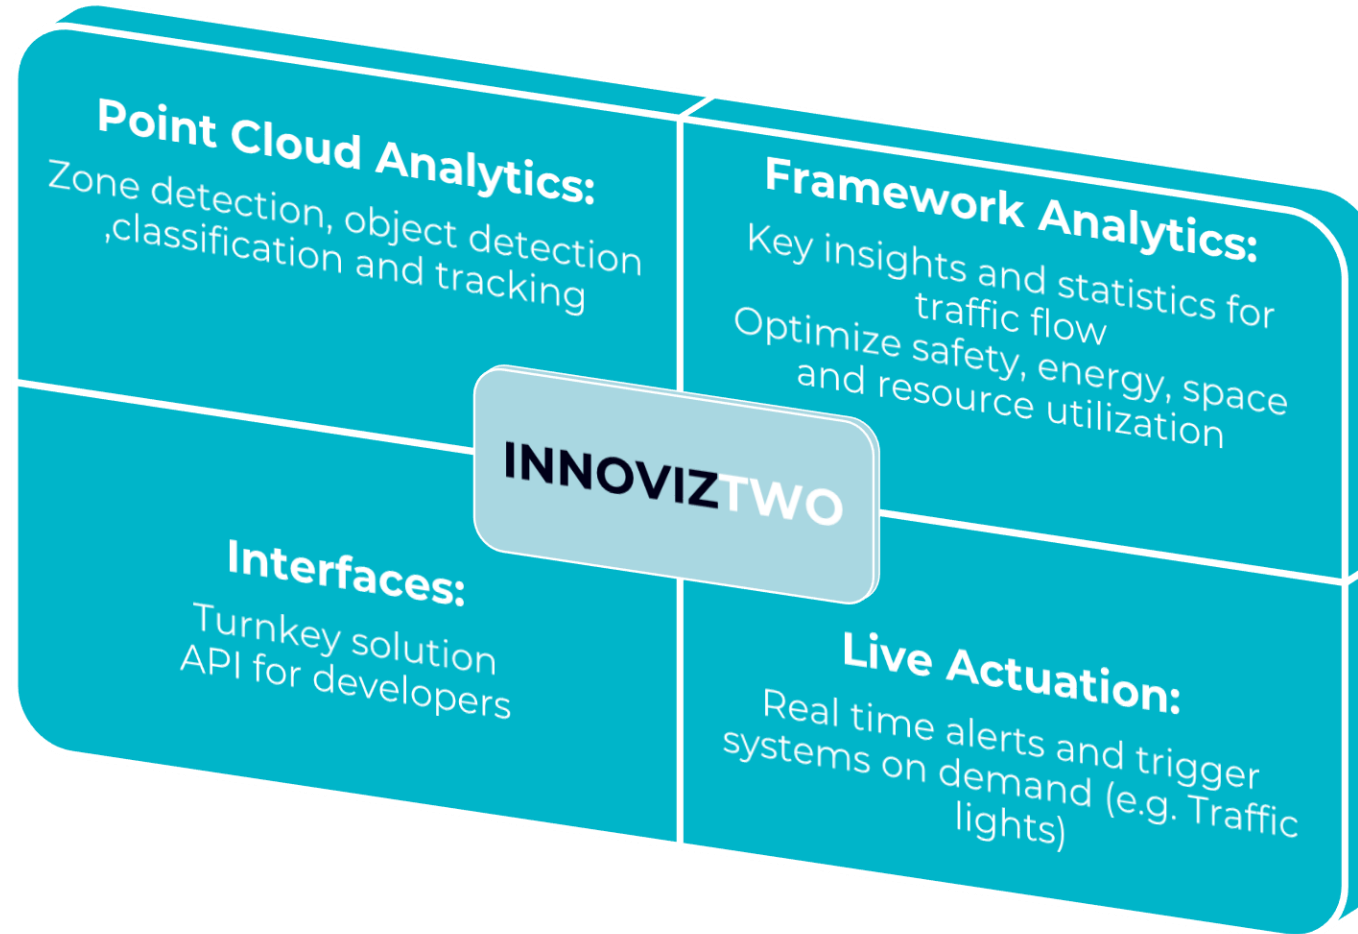 Point Cloud Analytics:
Zone detection, object detection
,classification and tracking
Framework Analytics:
Key insights and statistics for
traffic flow
Optimize safety, energy, space
and resource utilization
INNOVIZTWO
Interfaces:
Turnkey solution
API for developers
Live Actuation:
Real time alerts and trigger
systems on demand (e.g. Traffic
lights)